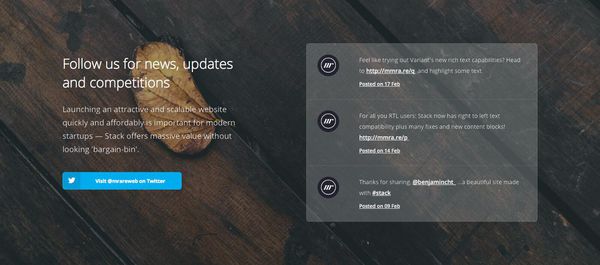 Follow us for news, updates
and competitions
Launching an attractive and scalable website
quickly and affordably is important for modern
startups — Stack offers massive value without
looking 'bargain-bin'.
Visit @mrareweb on Twitter
Feel like trying out Variant's new rich text capabilities? Head
to http://mmra.re/q and highlight some text
Posted on 17 Feb
For all you RTL users: Stack now has right to left text
compatibility plus many fixes and new content blocks!
http://mmra.re/p
Posted on 14 Feb
Thanks for sharing, @benjamincht_ ...a beautiful site made
with #stack
Posted on 09 Feb